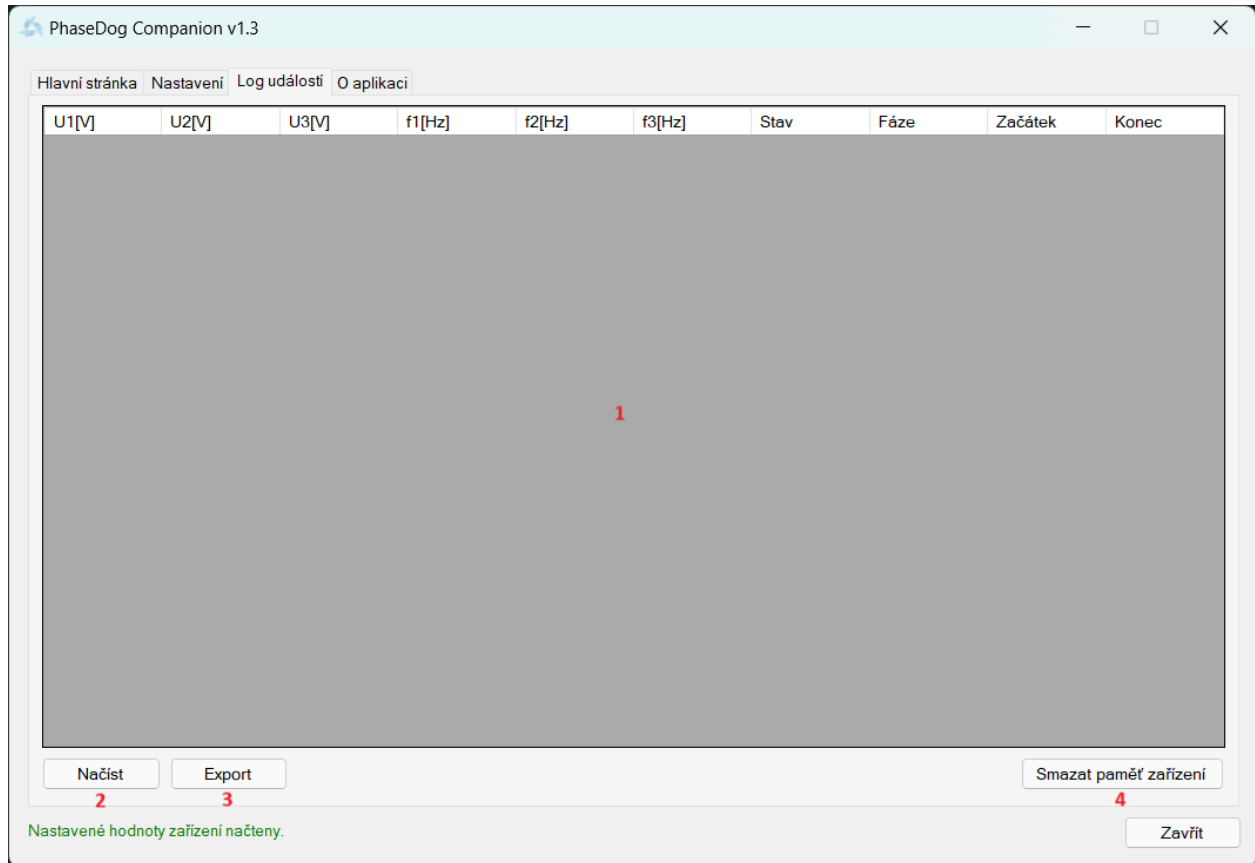 PhaseDog Companion v1.3
Hlavní stránka Nastavení Log událostí O aplikaci
U1[V] U2[V] U3[V] f1[Hz] f2[Hz] f3[Hz] Stav Fáze Začátek Konec
1
Načíst Export Smazat paměť zařízení
2 3 4
Nastavené hodnoty zařízení načteny. Zavřít